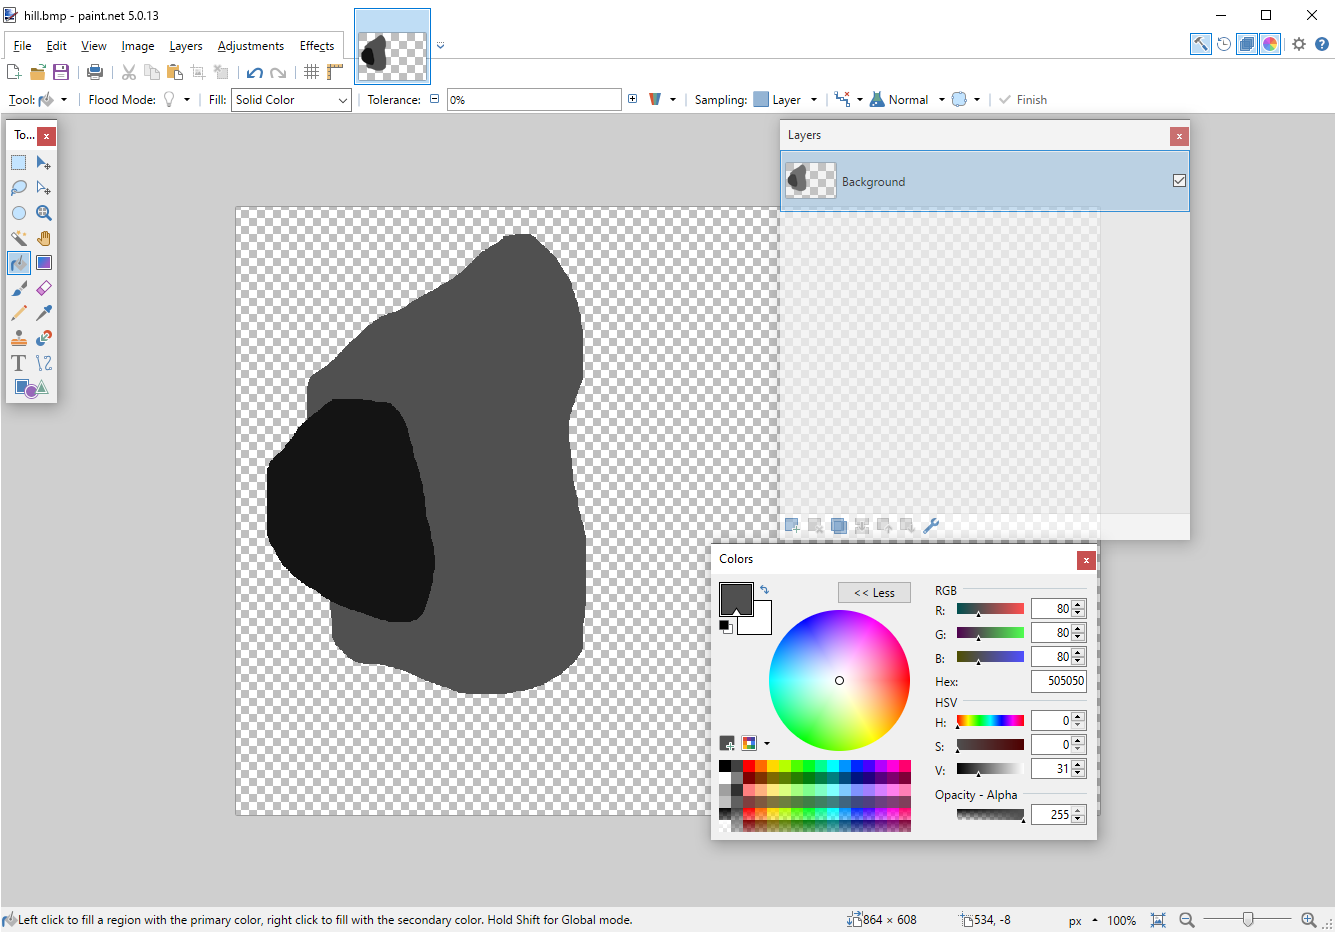 hill.bmp - paint.net 5.0.13
File Edit View Image Layers Adjustments Effects
Tool: Flood Mode: Fill: Solid Color Tolerance: 0% Sampling: Layer Normal Finish
To...
Layers
Background
Colors
<< Less
RGB
R: 80
G: 80
B: 80
Hex: 505050
HSV
H: 0
S: 0
V: 31
Opacity - Alpha
255
Left click to fill a region with the primary color, right click to fill with the secondary color. Hold Shift for Global mode. 864 × 608 534, -8 px 100%